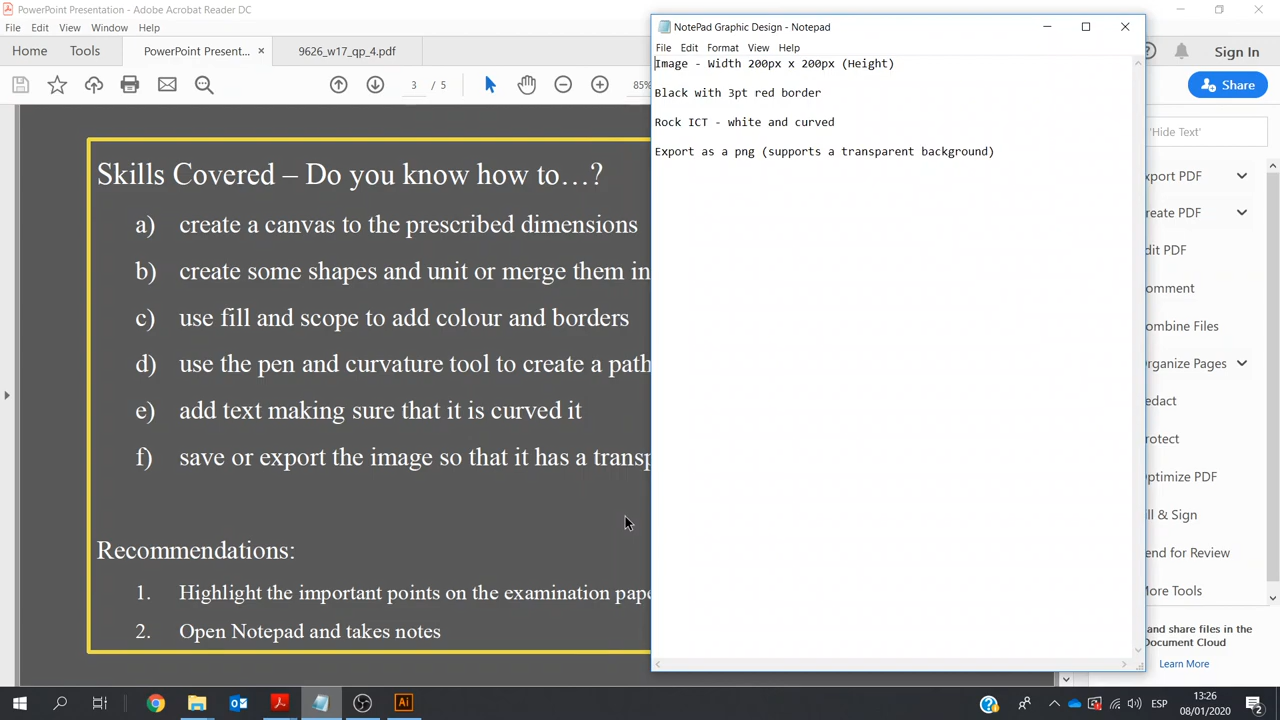 PowerPoint Presentation - Adobe Acrobat Reader DC
File Edit View Window Help
Home Tools PowerPoint Present... × 9626_w17_qp_4.pdf Sign In
3 / 5 85% Share
NotePad Graphic Design - Notepad
File Edit Format View Help
Image - Width 200px x 200px (Height)
Black with 3pt red border
Rock ICT - white and curved
Export as a png (supports a transparent background)
Skills Covered – Do you know how to…?
a) create a canvas to the prescribed dimensions
b) create some shapes and unit or merge them in
c) use fill and scope to add colour and borders
d) use the pen and curvature tool to create a path
e) add text making sure that it is curved it
f) save or export the image so that it has a transp
Recommendations:
1. Highlight the important points on the examination pape
2. Open Notepad and takes notes
'Hide Text'
xport PDF
reate PDF
dit PDF
omment
ombine Files
rganize Pages
edact
rotect
ptimize PDF
ill & Sign
end for Review
More Tools
and share files in the
Document Cloud
Learn More
Ai
ESP
13:26
08/01/2020
2